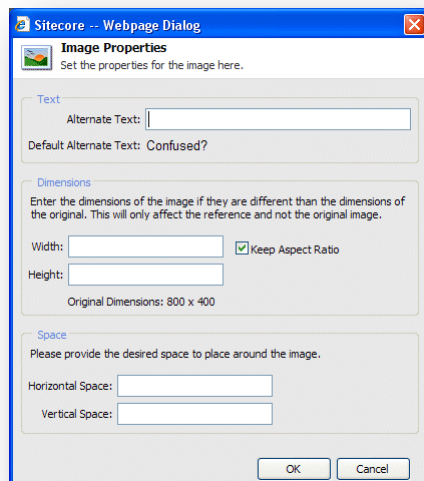 Sitecore -- Webpage Dialog
Image Properties
Set the properties for the image here.
Text
Alternate Text:
Default Alternate Text: Confused?
Dimensions
Enter the dimensions of the image if they are different than the dimensions of
the original. This will only affect the reference and not the original image.
Width:
Keep Aspect Ratio
Height:
Original Dimensions: 800 x 400
Space
Please provide the desired space to place around the image.
Horizontal Space:
Vertical Space:
OK Cancel